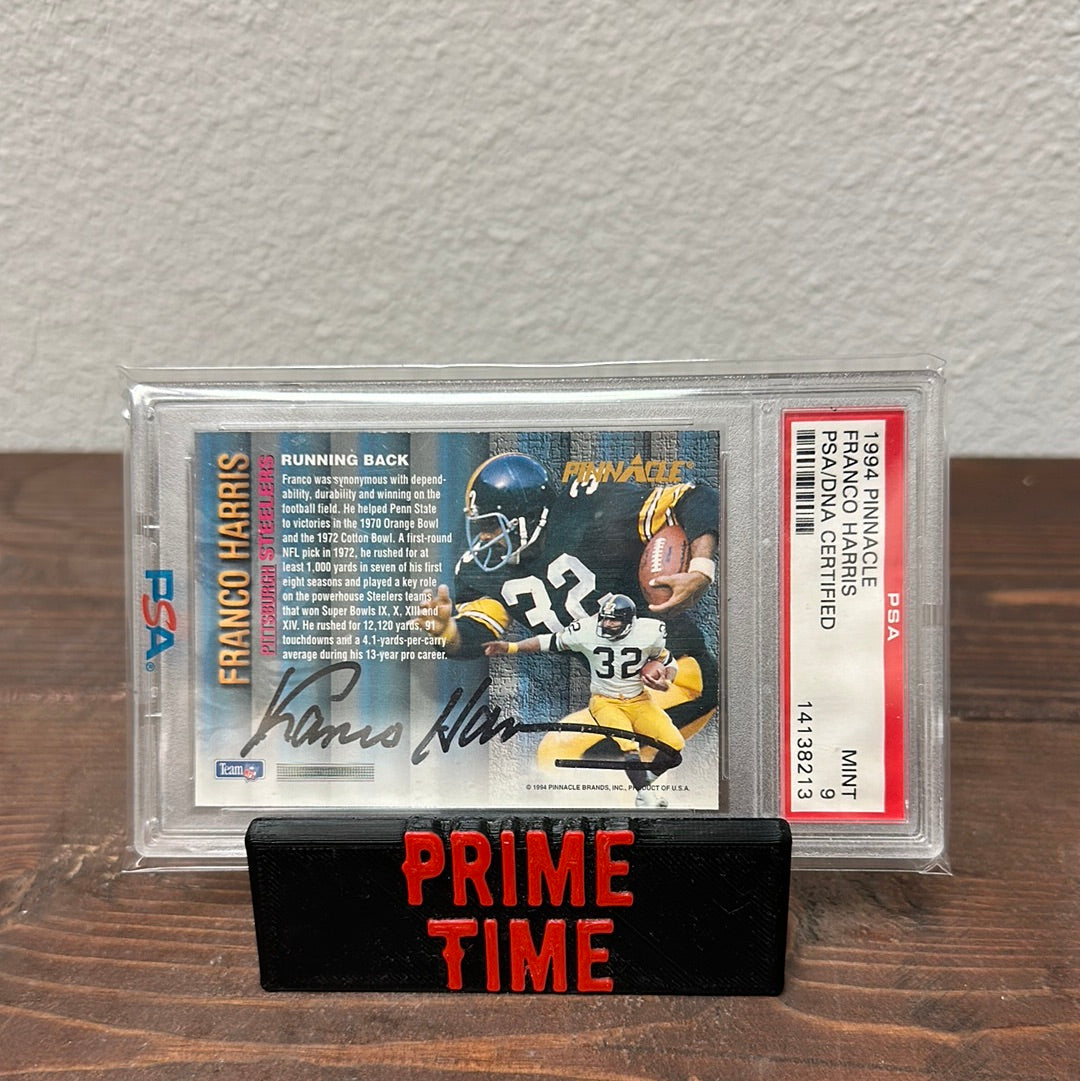 PSA
FRANCO HARRIS
PITTSBURGH STEELERS
RUNNING BACK
Franco was synonymous with depend-
ability, durability and winning on the
football field. He helped Penn State
to victories in the 1970 Orange Bowl
and the 1972 Cotton Bowl. A first-round
NFL pick in 1972, he rushed for at
least 1,000 yards in seven of his first
eight seasons and played a key role
on the powerhouse Steelers teams
that won Super Bowls IX, X, XIII and
XIV. He rushed for 12,120 yards, 91
touchdowns and a 4.1-yards-per-carry
average during his 13-year pro career.
PINNACLE
32
32
Franco Harris
Team NFL
© 1994 PINNACLE BRANDS, INC., PRODUCT OF U.S.A.
1994 PINNACLE
FRANCO HARRIS
PSA/DNA CERTIFIED
MINT
9
14138213
PSA
PRIME
TIME